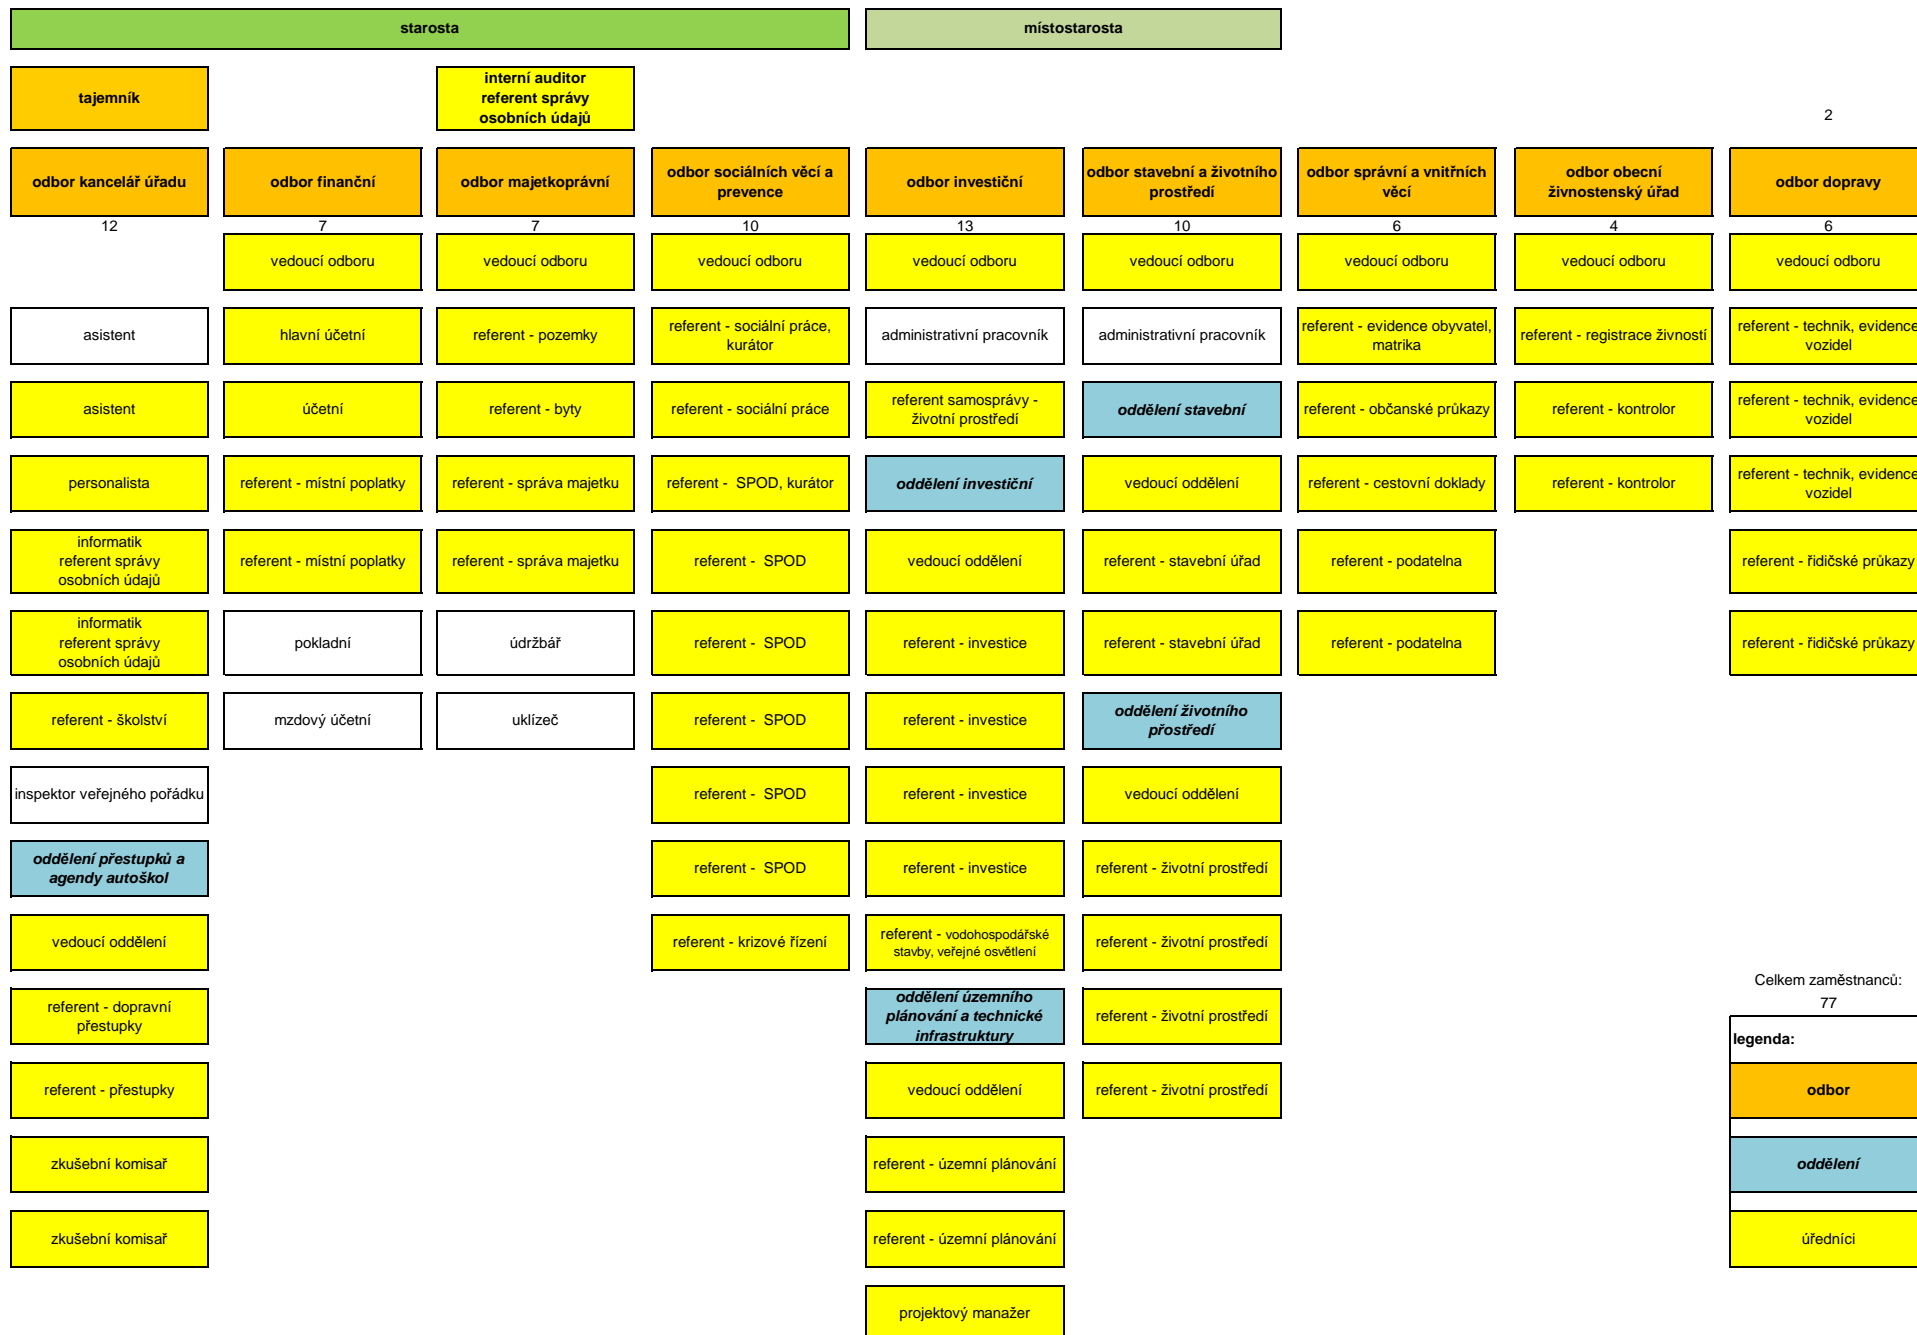 starosta
místostarosta
tajemník
interní auditor
referent správy
osobních údajů
2
odbor kancelář úřadu
odbor finanční
odbor majetkoprávní
odbor sociálních věcí a
prevence
odbor investiční
odbor stavební a životního
prostředí
odbor správní a vnitřních
věcí
odbor obecní
živnostenský úřad
odbor dopravy
12
7
7
10
13
10
6
4
6
vedoucí odboru
vedoucí odboru
vedoucí odboru
vedoucí odboru
vedoucí odboru
vedoucí odboru
vedoucí odboru
vedoucí odboru
asistent
hlavní účetní
referent - pozemky
referent - sociální práce,
kurátor
administrativní pracovník
administrativní pracovník
referent - evidence obyvatel,
matrika
referent - registrace živností
referent - technik, evidence
vozidel
asistent
účetní
referent - byty
referent - sociální práce
referent samosprávy -
životní prostředí
oddělení stavební
referent - občanské průkazy
referent - kontrolor
referent - technik, evidence
vozidel
personalista
referent - místní poplatky
referent - správa majetku
referent -  SPOD, kurátor
oddělení investiční
vedoucí oddělení
referent - cestovní doklady
referent - kontrolor
referent - technik, evidence
vozidel
informatik
referent správy
osobních údajů
referent - místní poplatky
referent - správa majetku
referent -  SPOD
vedoucí oddělení
referent - stavební úřad
referent - podatelna
referent - řidičské průkazy
informatik
referent správy
osobních údajů
pokladní
údržbář
referent -  SPOD
referent - investice
referent - stavební úřad
referent - podatelna
referent - řidičské průkazy
referent - školství
mzdový účetní
uklízeč
referent -  SPOD
referent - investice
oddělení životního
přostředí
inspektor veřejného pořádku
referent -  SPOD
referent - investice
vedoucí oddělení
oddělení přestupků a
agendy autoškol
referent -  SPOD
referent - investice
referent - životní prostředí
vedoucí oddělení
referent - krizové řízení
referent - vodohospodářské
stavby, veřejné osvětlení
referent - životní prostředí
Celkem zaměstnanců:
77
referent - dopravní
přestupky
oddělení územního
plánování a technické
infrastruktury
referent - životní prostředí
legenda:
referent - přestupky
vedoucí oddělení
referent - životní prostředí
odbor
zkušební komisař
referent - územní plánování
oddělení
zkušební komisař
referent - územní plánování
úředníci
projektový manažer